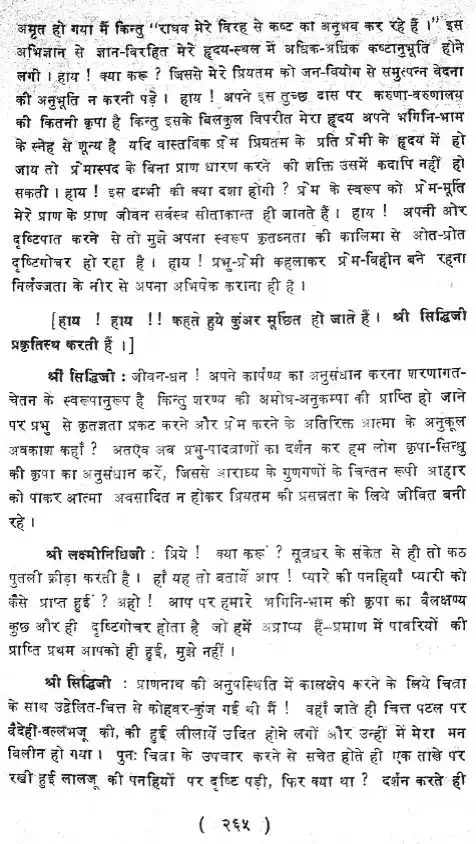 अमृत हो गया मैं किन्तु "राघव मेरे विरह से कष्ट का अनुभव कर रहे हैं ।" इस
अभिज्ञान से ज्ञान-विरहित मेरे हृदय-स्थल में अधिक-अधिक कष्टानुभूति होने
लगी । हाय ! क्या करू ? जिससे मेरे प्रियतम को जन-वियोग से समुत्पन्न वेदना
की अनुभूति न करनी पड़े । हाय ! अपने इस तुच्छ दास पर करुणा-वरुणालय
की कितनी कृपा है किन्तु इसके बिलकुल विपरीत मेरा हृदय अपने भगिनि-भाम
के स्नेह से शून्य है यदि वास्तविक प्रेम प्रियतम के प्रति प्रेमी के हृदय में हो
जाय तो प्रेमास्पद के बिना प्राण धारण करने की शक्ति उसमें कदापि नहीं हो
सकती । हाय ! इस दम्भी की क्या दशा होगी ? प्रेम के स्वरूप को प्रेम-मूर्ति
मेरे प्राण के प्राण जीवन सर्वस्व सीताकान्त ही जानते हैं । हाय ! अपनी ओर
दृष्टिपात करने से तो मुझे अपना स्वरूप कृतघ्नता की कालिमा से ओत-प्रोत
दृष्टिगोचर हो रहा है । हाय ! प्रभु-प्रेमी कहलाकर प्रेम-विहीन बने रहना
निर्लज्जता के नीर से अपना अभिषेक कराना ही है ।
[हाय ! हाय !! कहते हुये कुंअर मूर्छित हो जाते हैं । श्री सिद्धिजी
प्रकृतिस्थ करती हैं ।]
श्री सिद्धिजी : जीवन-धन ! अपने कार्पण्य का अनुसंधान करना शरणागत-
चेतन के स्वरूपानुरूप है किन्तु शरण्य की अमोघ-अनुकम्पा की प्राप्ति हो जाने
पर प्रभु से कृतज्ञता प्रकट करने और प्रेम करने के अतिरिक्त आत्मा के अनुकूल
अवकाश कहाँ ? अतएव अब प्रभु-पादत्राणों का दर्शन कर हम लोग कृपा-सिन्धु
की कृपा का अनुसंधान करें, जिससे आराध्य के गुणगणों के चिन्तन रूपी आहार
को पाकर आत्मा अवसादित न होकर प्रियतम की प्रसन्नता के लिये जीवित बनी
रहे ।
श्री लक्ष्मीनिधिजी : प्रिये ! क्या करूं ? सूत्रधर के संकेत से ही तो कठ
पुतली क्रीड़ा करती है । हाँ यह तो बतायें आप ! प्यारे की पनहियाँ प्यारी को
कैसे प्राप्त हुई ? अहो ! आप पर हमारे भगिनि-भाम की कृपा का वैलक्षण्य
कुछ और ही दृष्टिगोचर होता है जो हमें अप्राप्य हैं-प्रमाण में पावरियों की
प्राप्ति प्रथम आपको ही हुई, मुझे नहीं ।
श्री सिद्धिजी : प्राणनाथ की अनुपस्थिति में कालक्षेप करने के लिये चित्रा
के साथ उद्वेलित-चित्त से कोहवर-कुंज गई थी मैं ! वहाँ जाते ही चित्त पटल पर
वैदेही-वल्लभजू की, की हुई लीलायें उदित होने लगीं और उन्हीं में मेरा मन
विलीन हो गया । पुनः चित्रा के उपचार करने से सचेत होते ही एक ताखे पर
रखी हुई लालजू की पनहियों पर दृष्टि पड़ी, फिर क्या था ? दर्शन करते ही
( २६५ )